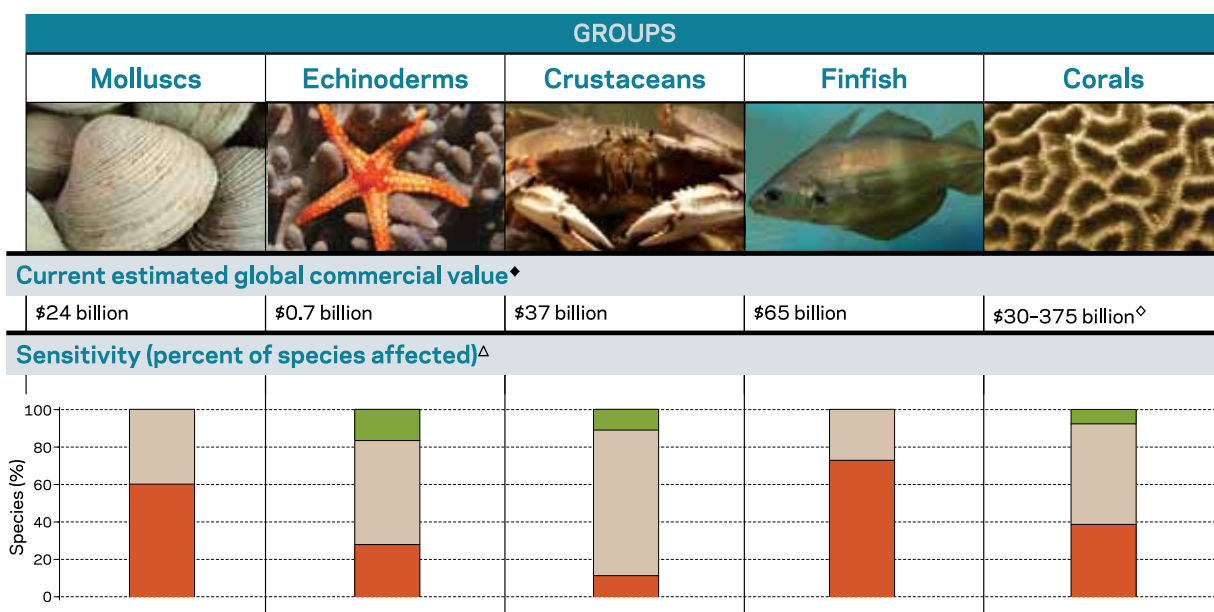 GROUPS
Molluscs Echinoderms Crustaceans Finfish Corals
Current estimated global commercial value◆
$24 billion $0.7 billion $37 billion $65 billion $30–375 billion◇
Sensitivity (percent of species affected)△
Species (%)
100
80
60
40
20
0